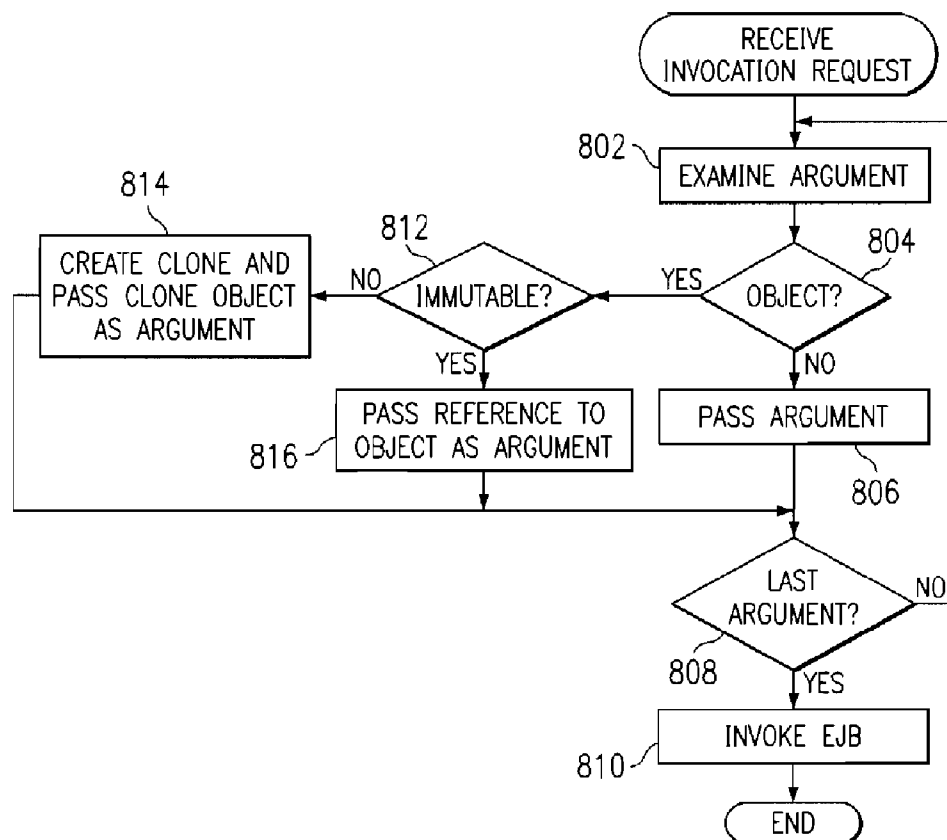 RECEIVE
INVOCATION REQUEST
802
EXAMINE ARGUMENT
804
OBJECT?
YES
NO
812
IMMUTABLE?
NO
YES
814
CREATE CLONE AND
PASS CLONE OBJECT
AS ARGUMENT
816
PASS REFERENCE TO
OBJECT AS ARGUMENT
PASS ARGUMENT
806
LAST
ARGUMENT?
NO
808
YES
INVOKE EJB
810
END